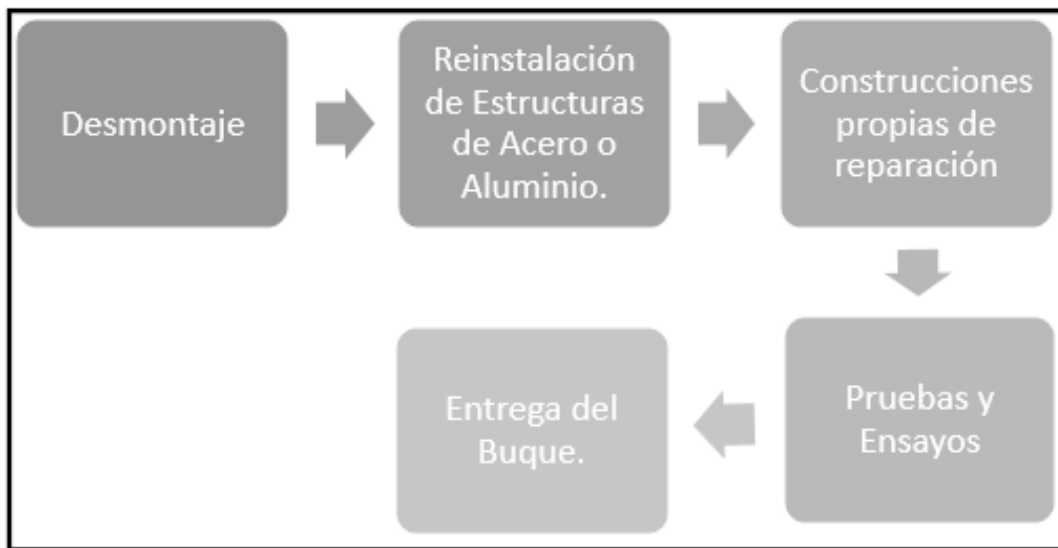 Desmontaje
Reinstalación
de Estructuras
de Acero o
Aluminio.
Construcciones
propias de
reparación
Pruebas y
Ensayos
Entrega del
Buque.